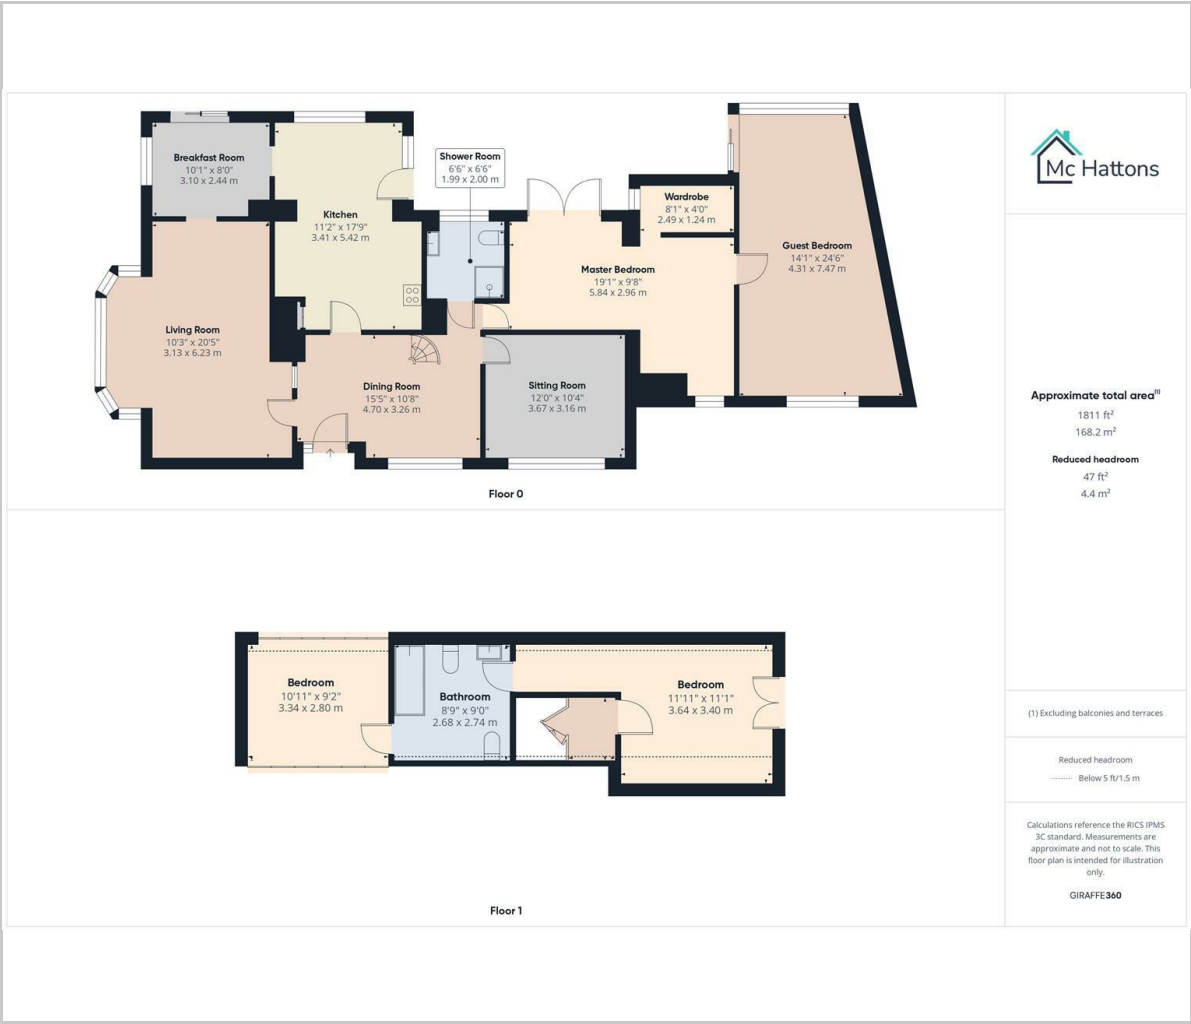 Breakfast Room
10'1" x 8'0"
3.10 x 2.44 m
Kitchen
11'2" x 17'9"
3.41 x 5.42 m
Shower Room
6'6" x 6'6"
1.99 x 2.00 m
Wardrobe
8'1" x 4'0"
2.49 x 1.24 m
Guest Bedroom
14'1" x 24'6"
4.31 x 7.47 m
Master Bedroom
19'1" x 9'8"
5.84 x 2.96 m
Living Room
10'3" x 20'5"
3.13 x 6.23 m
Dining Room
15'5" x 10'8"
4.70 x 3.26 m
Sitting Room
12'0" x 10'4"
3.67 x 3.16 m
Floor 0
Bedroom
10'11" x 9'2"
3.34 x 2.80 m
Bathroom
8'9" x 9'0"
2.68 x 2.74 m
Bedroom
11'11" x 11'1"
3.64 x 3.40 m
Floor 1
Mc Hattons
Approximate total area⁽¹⁾
1811 ft²
168.2 m²
Reduced headroom
47 ft²
4.4 m²
(1) Excluding balconies and terraces
Reduced headroom
Below 5 ft/1.5 m
Calculations reference the RICS IPMS
3C standard. Measurements are
approximate and not to scale. This
floor plan is intended for illustration
only.
GIRAFFE360